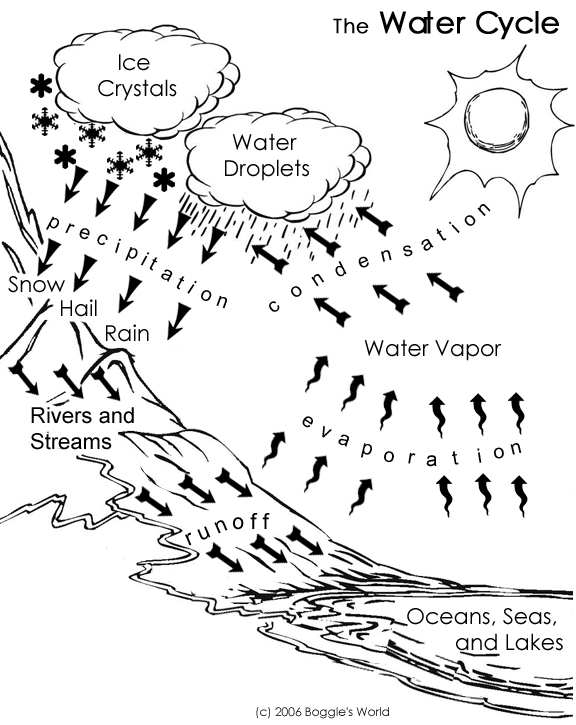 The Water Cycle
Ice
Crystals
Water
Droplets
precipitation
condensation
Snow
Hail
Rain
Water Vapor
Rivers and
Streams
evaporation
runoff
Oceans, Seas,
and Lakes
(c) 2006 Boggle's World